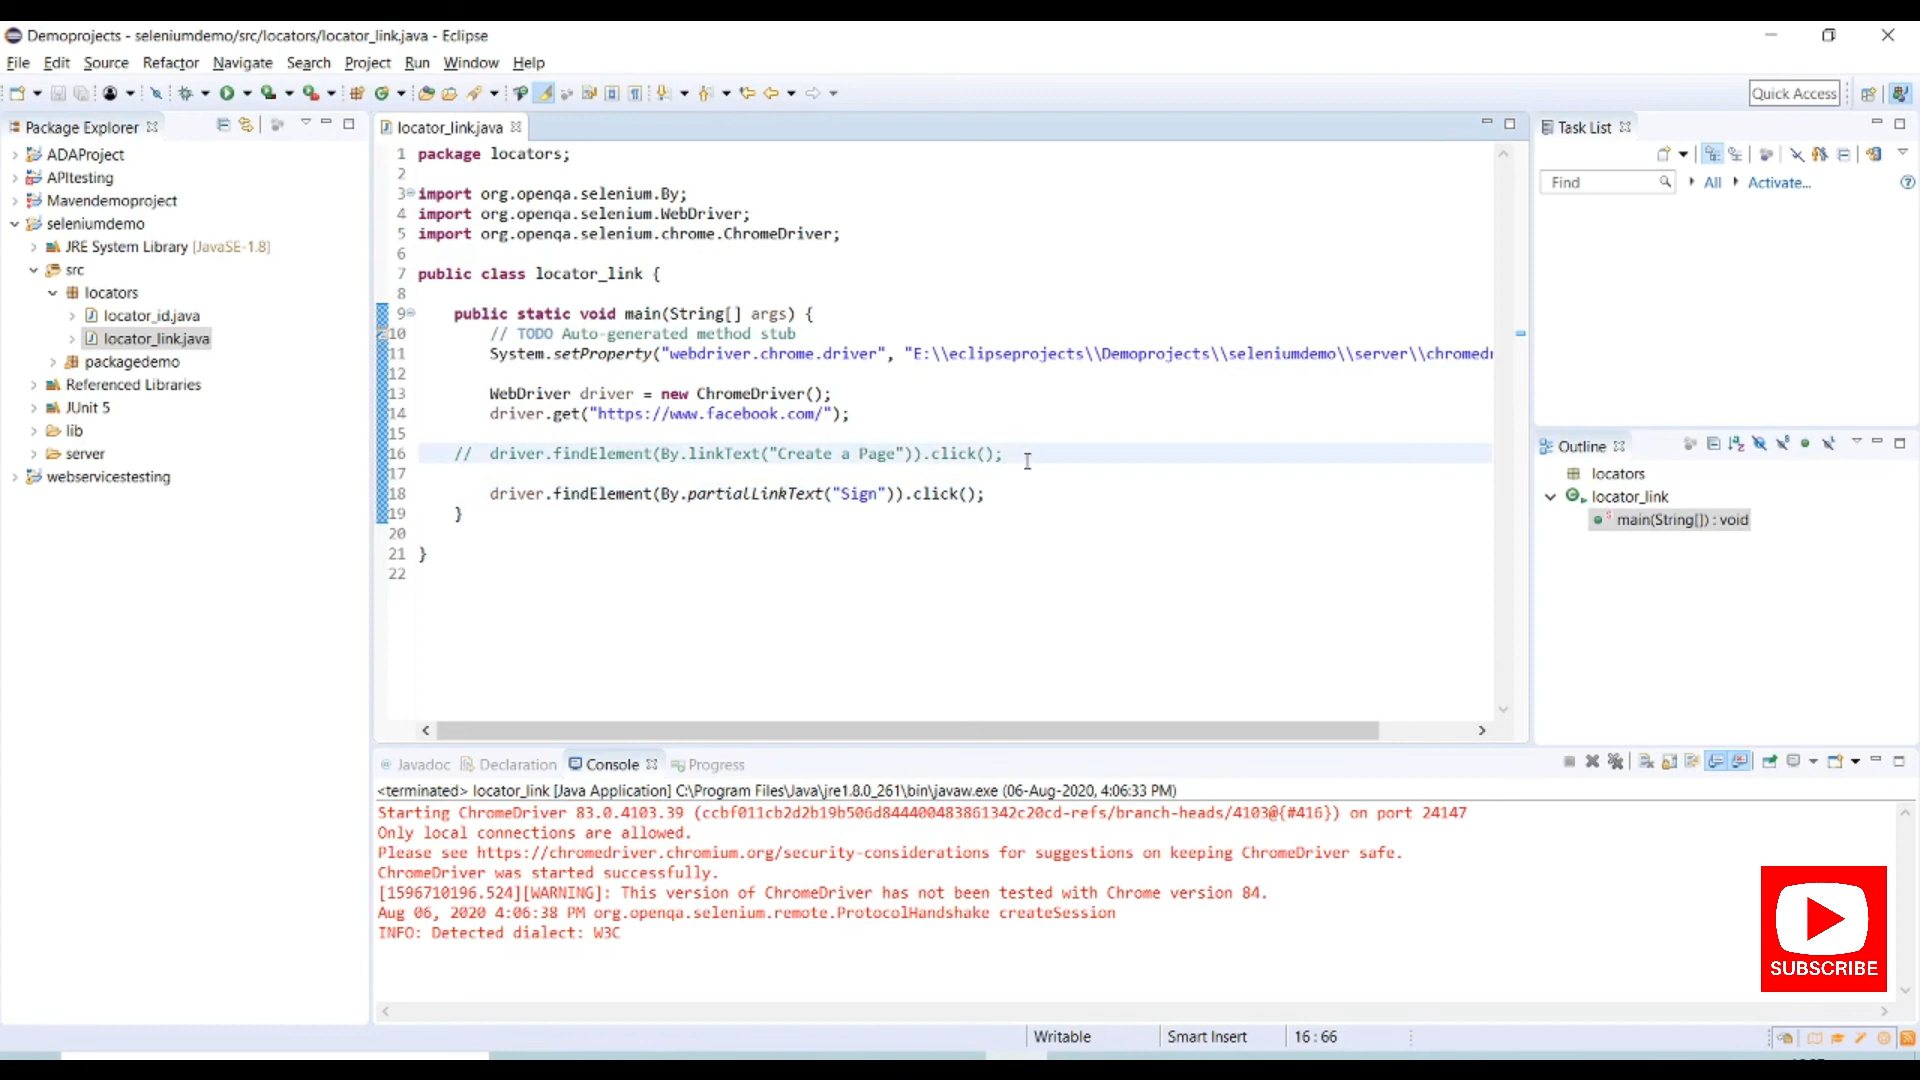 Demoprojects - seleniumdemo/src/locators/locator_link.java - Eclipse
File Edit Source Refactor Navigate Search Project Run Window Help
Quick Access
Package Explorer
ADAProject
APItesting
Mavendemoproject
seleniumdemo
JRE System Library [JavaSE-1.8]
src
locators
locator_id.java
locator_link.java
packagedemo
Referenced Libraries
JUnit 5
lib
server
webservicestesting
locator_link.java
1 package locators;
2
3 import org.openqa.selenium.By;
4 import org.openqa.selenium.WebDriver;
5 import org.openqa.selenium.chrome.ChromeDriver;
6
7 public class locator_link {
8
9 public static void main(String[] args) {
10 // TODO Auto-generated method stub
11 System.setProperty("webdriver.chrome.driver", "E:\\eclipseprojects\\Demoprojects\\seleniumdemo\\server\\chromed
12
13 WebDriver driver = new ChromeDriver();
14 driver.get("https://www.facebook.com/");
15
16 // driver.findElement(By.linkText("Create a Page")).click();
17
18 driver.findElement(By.partialLinkText("Sign")).click();
19 }
20
21 }
22
Task List
Find All Activate...
Outline
locators
locator_link
main(String[]) : void
Javadoc Declaration Console Progress
<terminated> locator_link [Java Application] C:\Program Files\Java\jre1.8.0_261\bin\javaw.exe (06-Aug-2020, 4:06:33 PM)
Starting ChromeDriver 83.0.4103.39 (ccbf011cb2d2b19b506d844400483861342c20cd-refs/branch-heads/4103@{#416}) on port 24147
Only local connections are allowed.
Please see https://chromedriver.chromium.org/security-considerations for suggestions on keeping ChromeDriver safe.
ChromeDriver was started successfully.
[1596710196.524][WARNING]: This version of ChromeDriver has not been tested with Chrome version 84.
Aug 06, 2020 4:06:38 PM org.openqa.selenium.remote.ProtocolHandshake createSession
INFO: Detected dialect: W3C
SUBSCRIBE
Writable Smart Insert 16 : 66